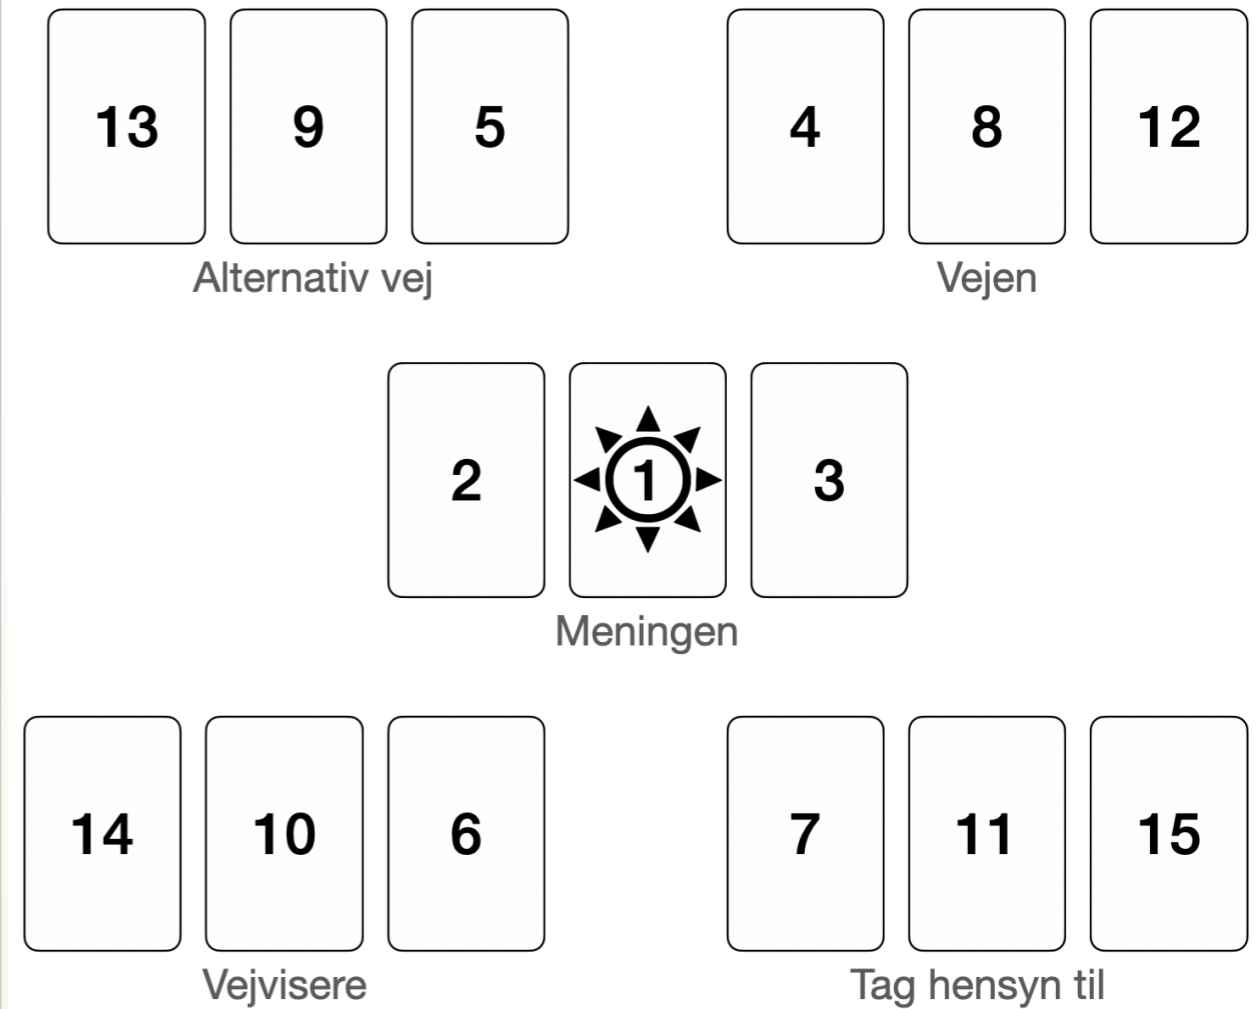 13 9 5 4 8 12
Alternativ vej Vejen
2 1 3
Meningen
14 10 6 7 11 15
Vejvisere Tag hensyn til